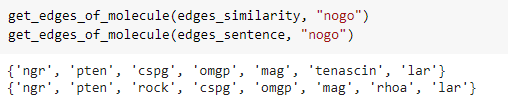 get_edges_of_molecule(edges_similarity, "nogo")
get_edges_of_molecule(edges_sentence, "nogo")
{'ngr', 'pten', 'cspg', 'omgp', 'mag', 'tenascin', 'lar'}
{'ngr', 'pten', 'rock', 'cspg', 'omgp', 'mag', 'rhoa', 'lar'}